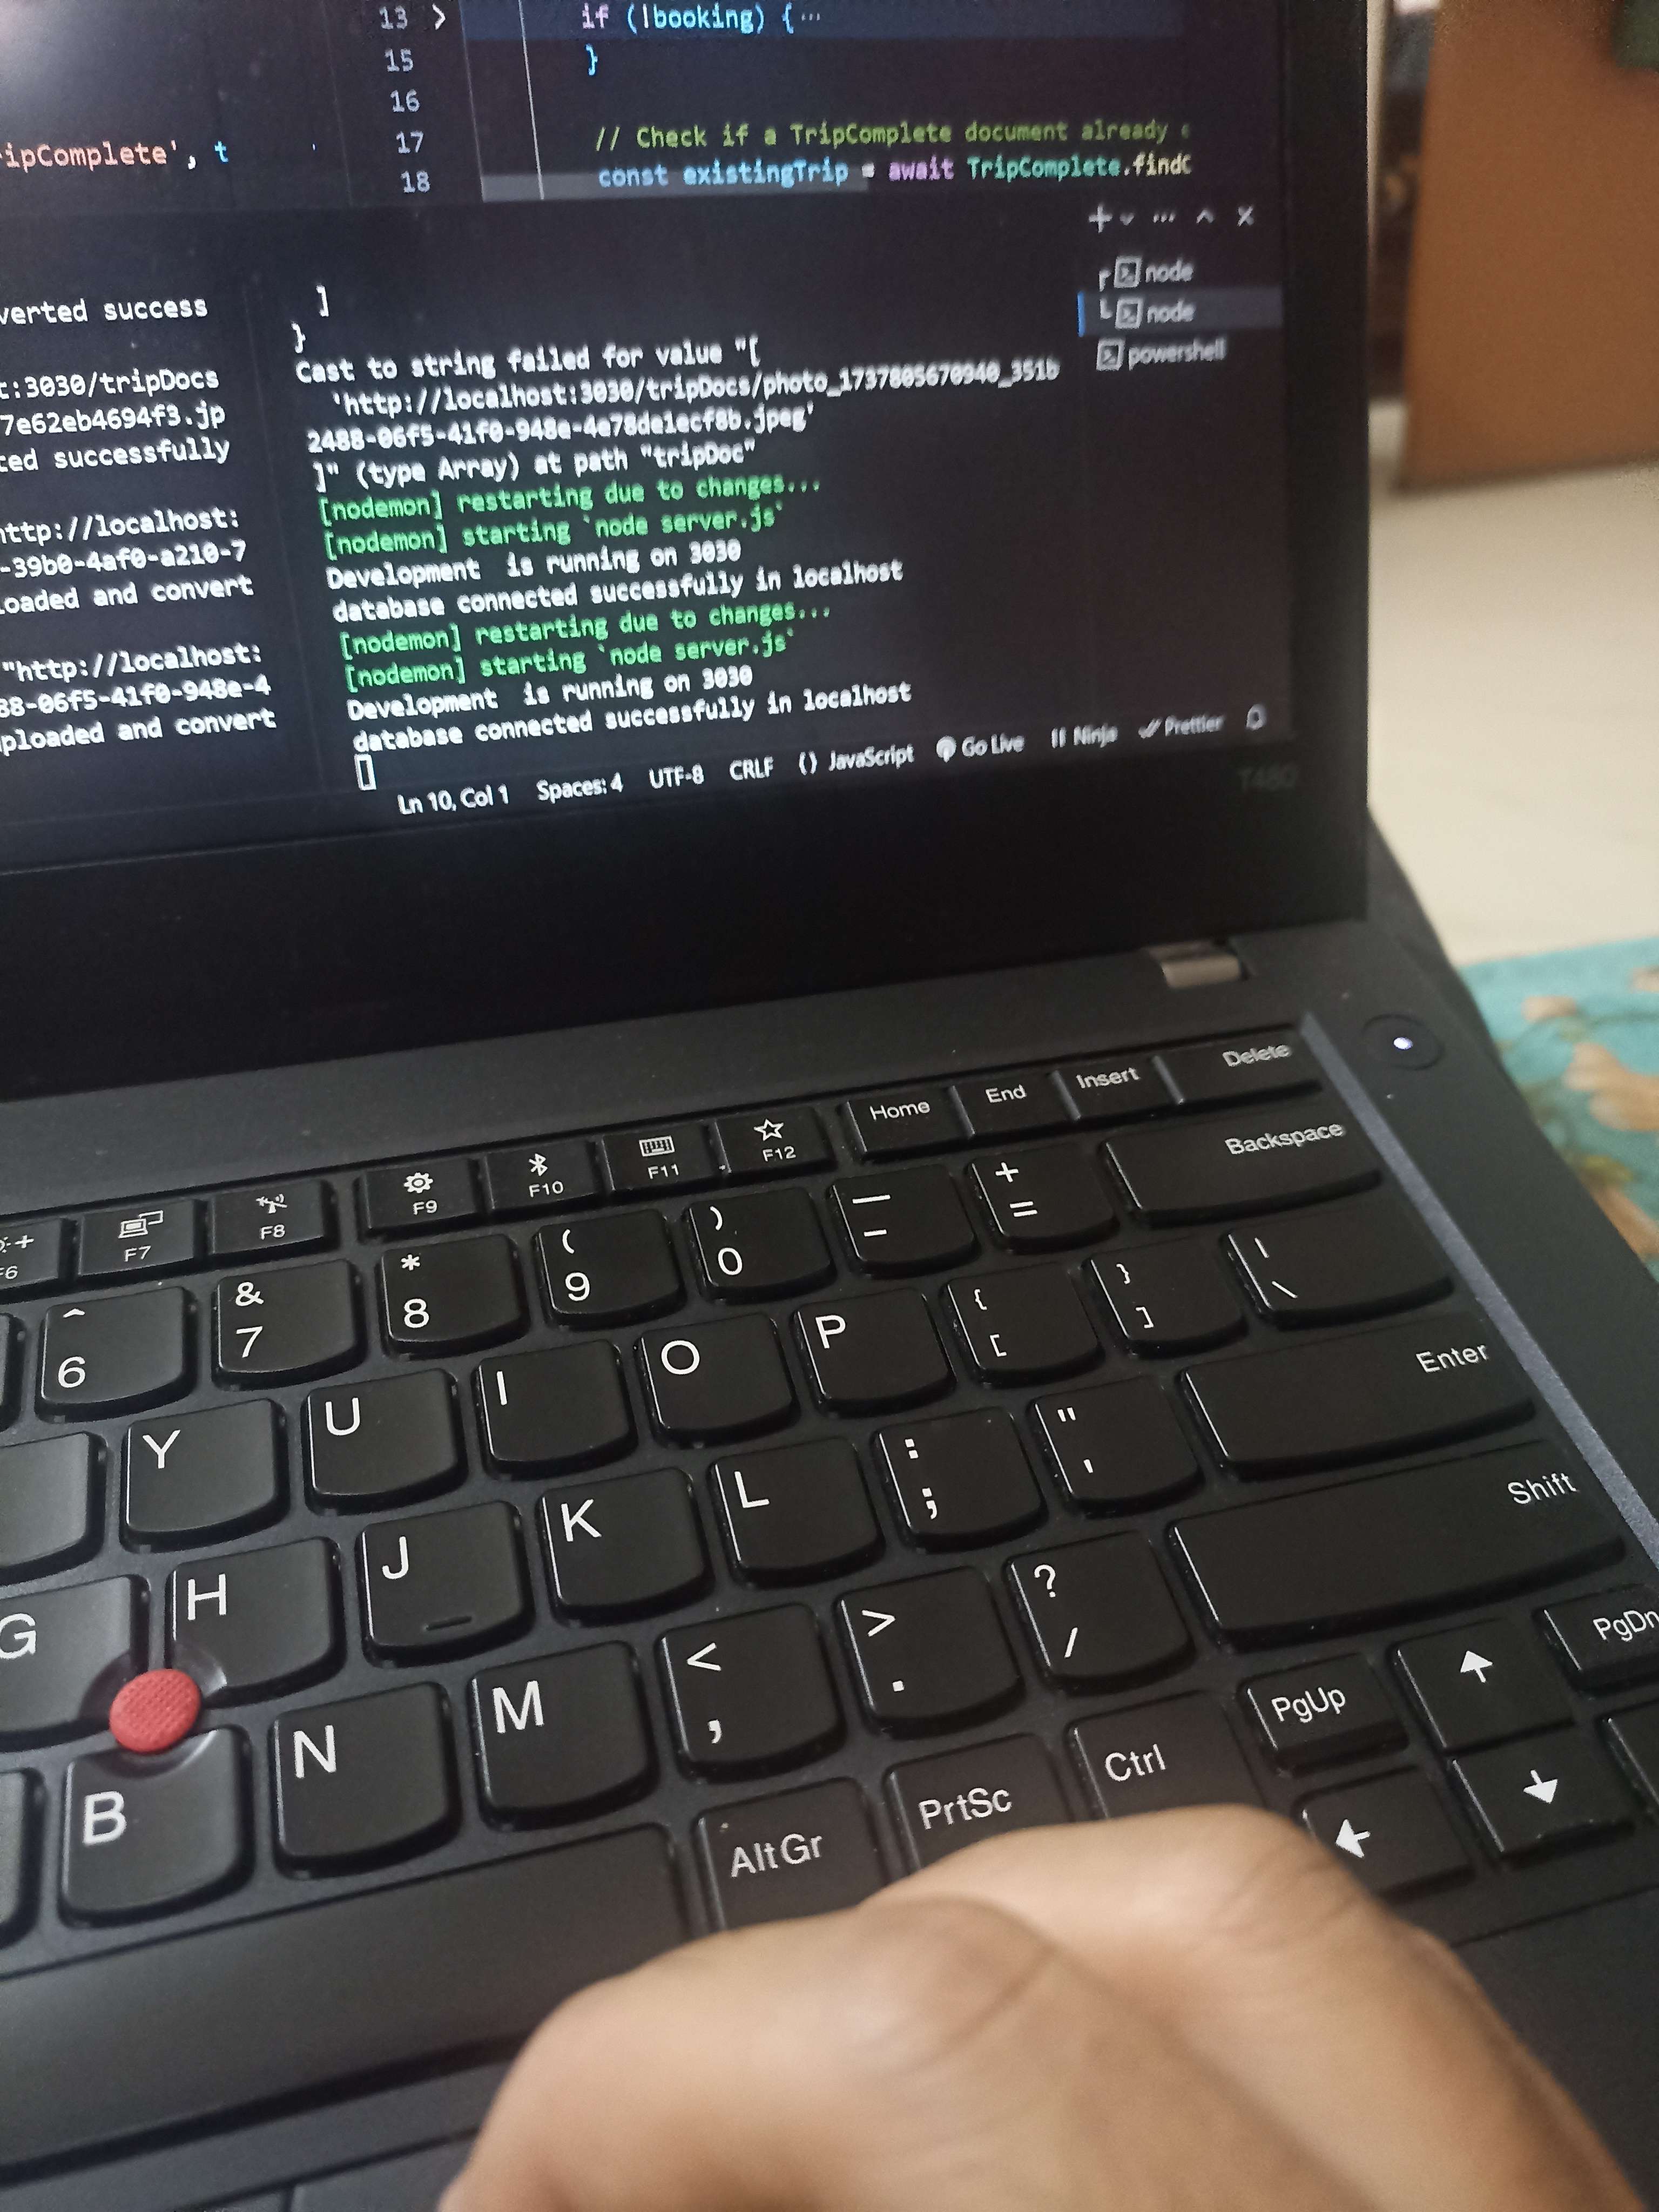 13 > if (!booking) {...
15 }
16
17 // Check if a TripComplete document already
18 const existingTrip = await TripComplete.find
ipComplete', t
node
node
powershell
verted success
t:3030/tripDocs
7e62eb4694f3.jp
ted successfully
http://localhost:
-39b0-4af0-a210-7
loaded and convert
"http://localhost:
88-06f5-41f0-948e-4
ploaded and convert
]
}
Cast to string failed for value "[
'http://localhost:3030/tripDocs/photo_1737805670940_351b
2488-06f5-41f0-948e-4e78de1ecf8b.jpeg'
]" (type Array) at path "tripDoc"
[nodemon] restarting due to changes...
[nodemon] starting `node server.js`
Development  is running on 3030
database connected successfully in localhost
[nodemon] restarting due to changes...
[nodemon] starting `node server.js`
Development  is running on 3030
database connected successfully in localhost
Ln 10, Col 1 Spaces: 4 UTF-8 CRLF {} JavaScript Go Live Ninja Prettier
T480
F6 F7 F8 F9 F10 F11 F12 Home End Insert Delete
^ 6 & 7 * 8 ( 9 ) 0 — - + = Backspace
Y U I O P { [ } ] | \
G H J K L : ; " ' Enter
B N M < , > . ? / Shift
AltGr PrtSc Ctrl PgUp ↑ PgDn
← ↓